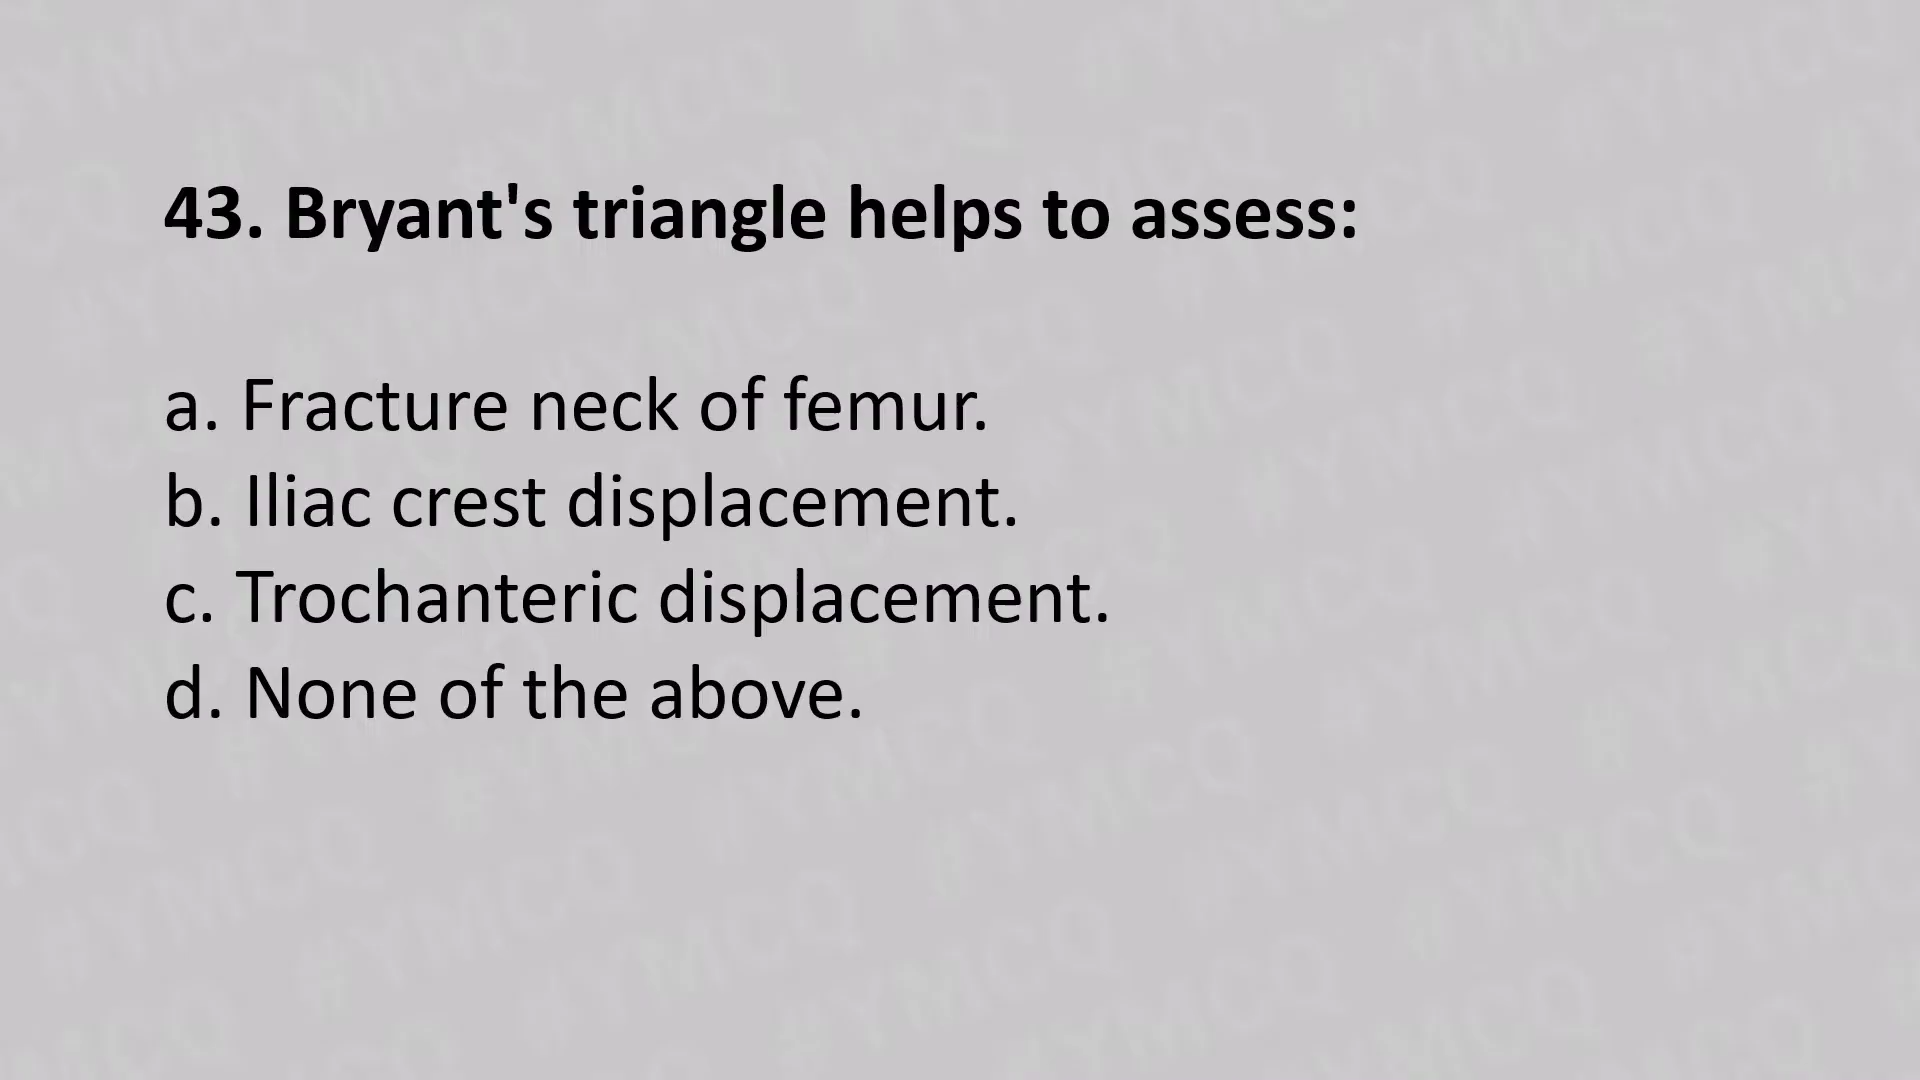 43. Bryant's triangle helps to assess:
a. Fracture neck of femur.
b. Iliac crest displacement.
c. Trochanteric displacement.
d. None of the above.